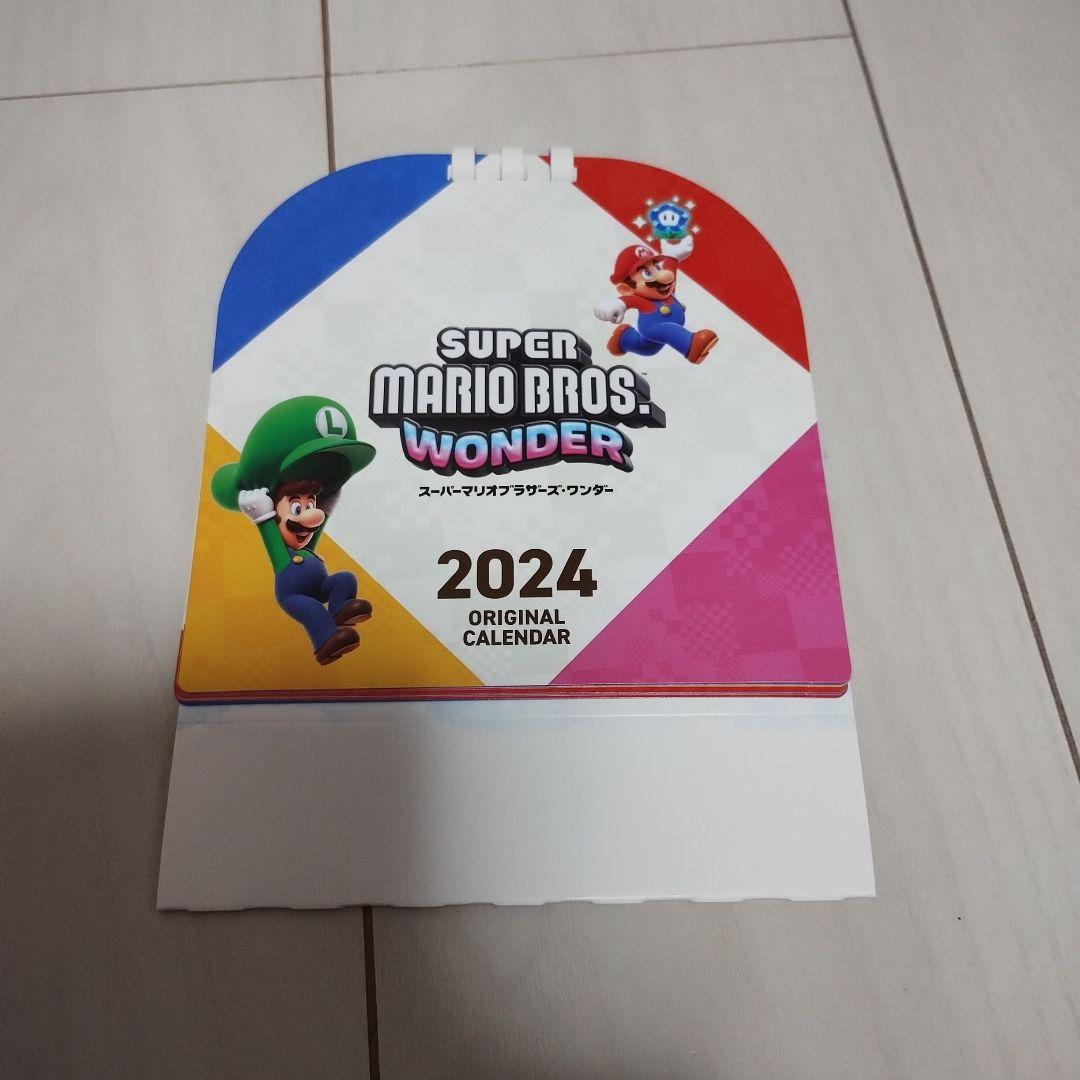 SUPER
MARIO BROS.™
WONDER
スーパーマリオブラザーズ・ワンダー
2024
ORIGINAL
CALENDAR
L
M